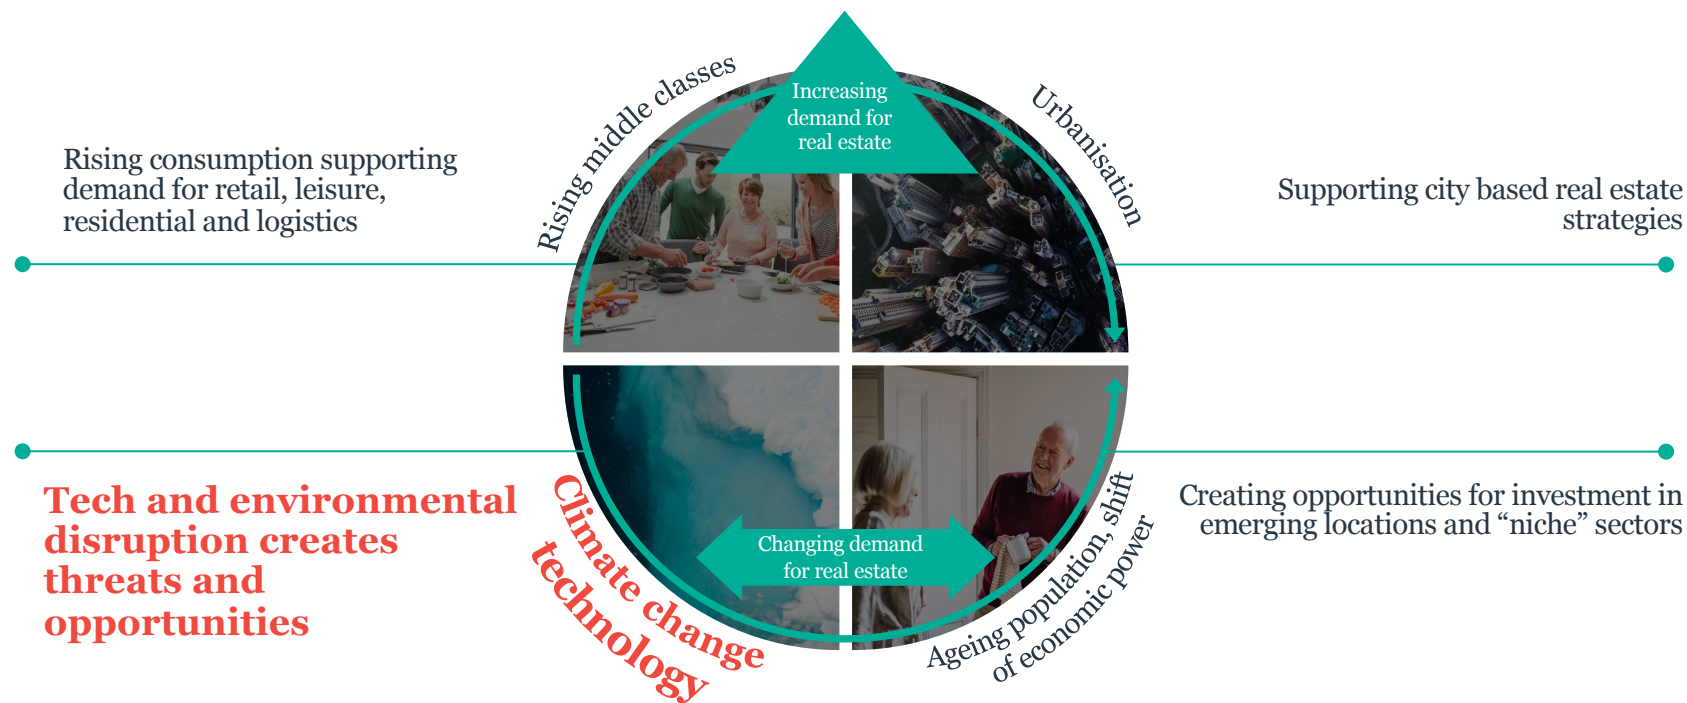 Increasing
demand for
real estate
Rising middle classes
Urbanisation
Rising consumption supporting
demand for retail, leisure,
residential and logistics
Supporting city based real estate
strategies
Tech and environmental
disruption creates
threats and
opportunities
Climate change
technology
Changing demand
for real estate
Ageing population, shift
of economic power
Creating opportunities for investment in
emerging locations and “niche” sectors